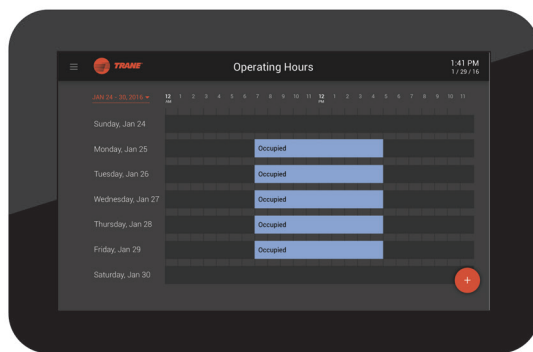 TRANE
Operating Hours
1:41 PM
1 / 29 / 16
JAN 24 - 30, 2016
12 1 2 3 4 5 6 7 8 9 10 11 12 1 2 3 4 5 6 7 8 9 10 11
AM PM
Sunday, Jan 24
Monday, Jan 25 Occupied
Tuesday, Jan 26 Occupied
Wednesday, Jan 27 Occupied
Thursday, Jan 28 Occupied
Friday, Jan 29 Occupied
Saturday, Jan 30
+